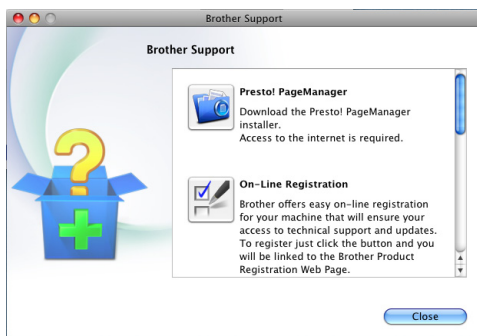 Brother Support
Brother Support
Presto! PageManager
Download the Presto! PageManager
installer.
Access to the internet is required.
On-Line Registration
Brother offers easy on-line registration
for your machine that will ensure your
access to technical support and updates.
To register just click the button and you
will be linked to the Brother Product
Registration Web Page.
Close